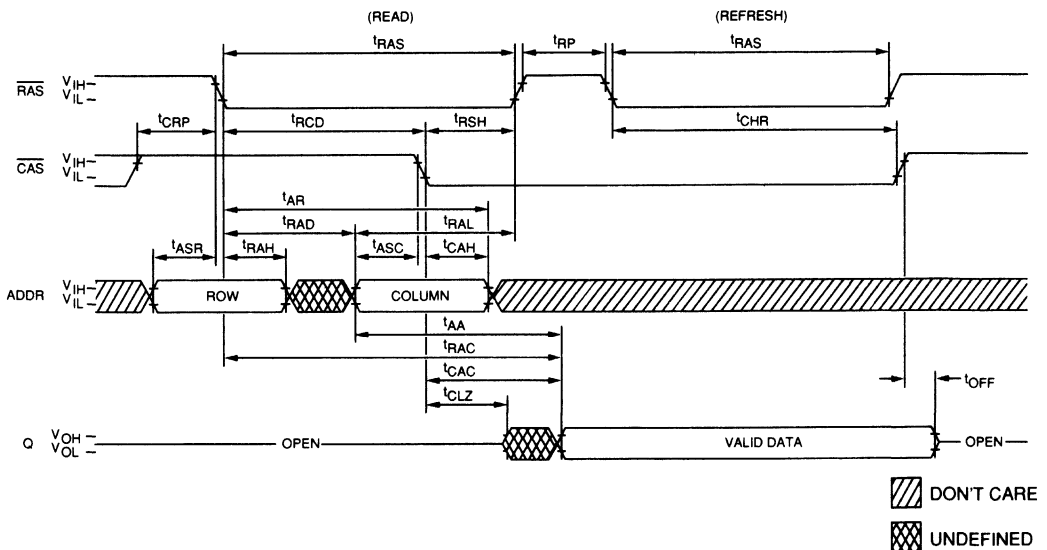 (READ) (REFRESH)
tRAS tRP tRAS
RAS VIH
VIL
tCRP tRCD tRSH tCHR
CAS VIH
VIL
tAR
tRAD tRAL
tASR tRAH tASC tCAH
ADDR VIH
VIL
ROW COLUMN
tAA
tRAC
tCAC
tCLZ tOFF
Q VOH
VOL
OPEN VALID DATA OPEN
DON'T CARE
UNDEFINED